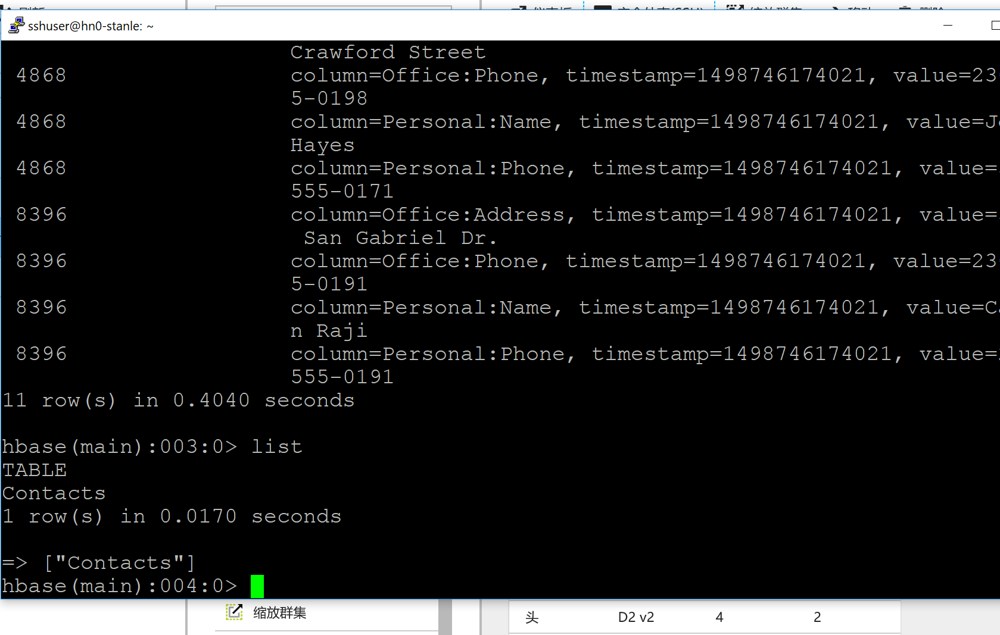 sshuser@hn0-stanle: ~
Crawford Street
4868 column=Office:Phone, timestamp=1498746174021, value=23
5-0198
4868 column=Personal:Name, timestamp=1498746174021, value=J
Hayes
4868 column=Personal:Phone, timestamp=1498746174021, value=
555-0171
8396 column=Office:Address, timestamp=1498746174021, value=
San Gabriel Dr.
8396 column=Office:Phone, timestamp=1498746174021, value=23
5-0191
8396 column=Personal:Name, timestamp=1498746174021, value=C
n Raji
8396 column=Personal:Phone, timestamp=1498746174021, value=
555-0191
11 row(s) in 0.4040 seconds
hbase(main):003:0> list
TABLE
Contacts
1 row(s) in 0.0170 seconds
=> ["Contacts"]
hbase(main):004:0>
缩放群集
头 D2 v2 4 2